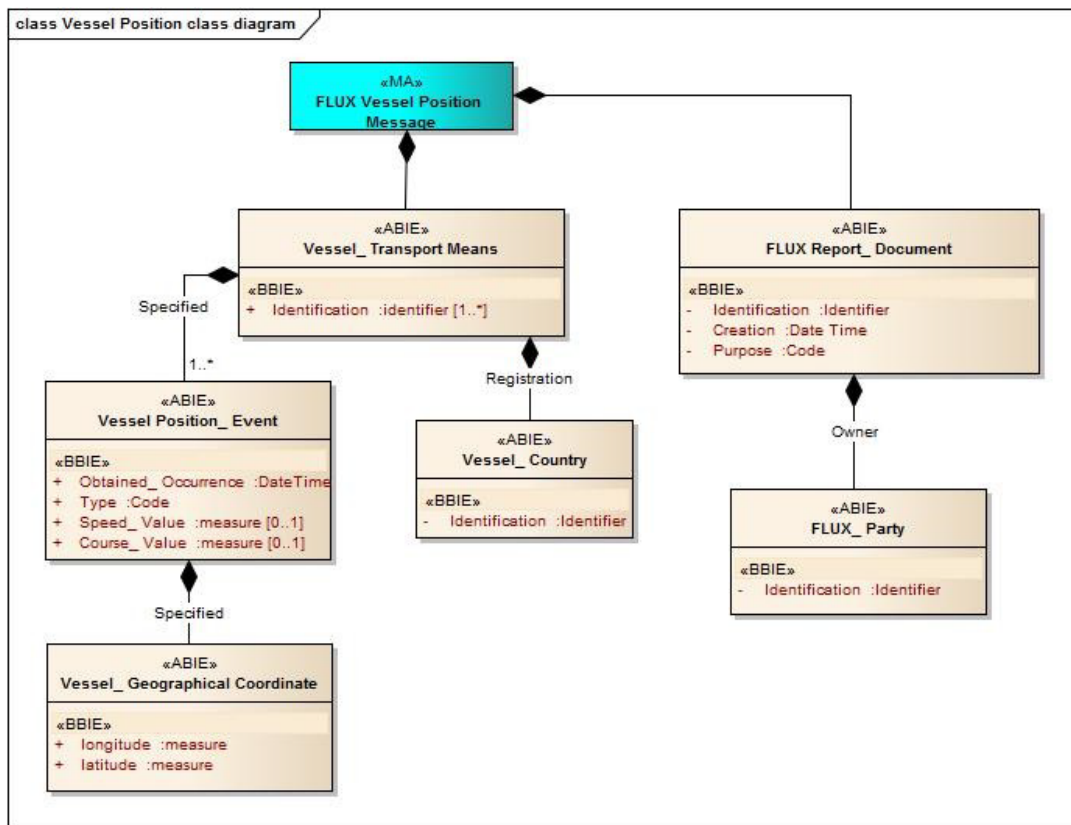 class Vessel Position class diagram
«MA»
FLUX Vessel Position
Message
«ABIE»
Vessel_ Transport Means
«BBIE»
+ Identification :identifier [1..*]
«ABIE»
FLUX Report_ Document
«BBIE»
- Identification :Identifier
- Creation :Date Time
- Purpose :Code
Specified
1..*
Registration
Owner
«ABIE»
Vessel Position_ Event
«BBIE»
+ Obtained_ Occurrence :DateTime
+ Type :Code
+ Speed_ Value :measure [0..1]
+ Course_ Value :measure [0..1]
«ABIE»
Vessel_ Country
«BBIE»
- Identification :Identifier
«ABIE»
FLUX_ Party
«BBIE»
- Identification :Identifier
Specified
«ABIE»
Vessel_ Geographical Coordinate
«BBIE»
+ longitude :measure
+ latitude :measure